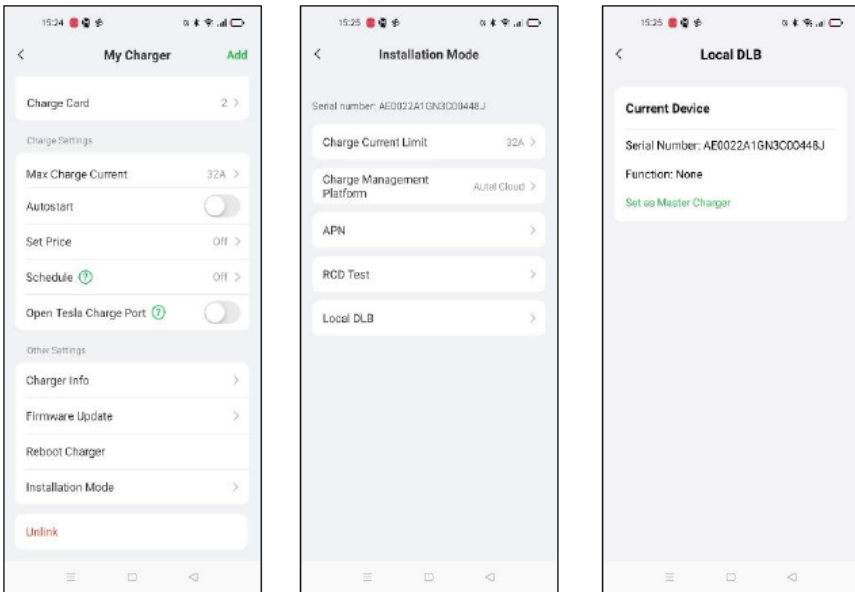 15:24
My Charger
Add
Charge Card
2
Charge Settings
Max Charge Current
32A
Autostart
Set Price
Off
Schedule
?
Off
Open Tesla Charge Port
?
Other Settings
Charger Info
Firmware Update
Reboot Charger
Installation Mode
Unlink
15:25
Installation Mode
Serial number: AE0022A1GN3C00448J
Charge Current Limit
32A
Charge Management
Platform
Autel Cloud
APN
RCD Test
Local DLB
15:25
Local DLB
Current Device
Serial Number: AE0022A1GN3C00448J
Function: None
Set as Master Charger